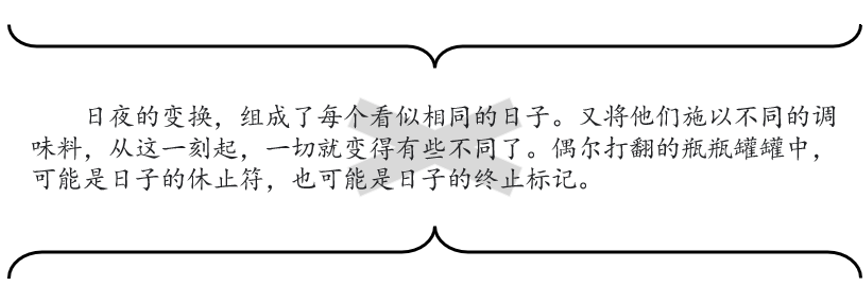 日夜的变换，组成了每个看似相同的日子。又将他们施以不同的调
味料，从这一刻起，一切就变得有些不同了。偶尔打翻的瓶瓶罐罐中，
可能是日子的休止符，也可能是日子的终止标记。